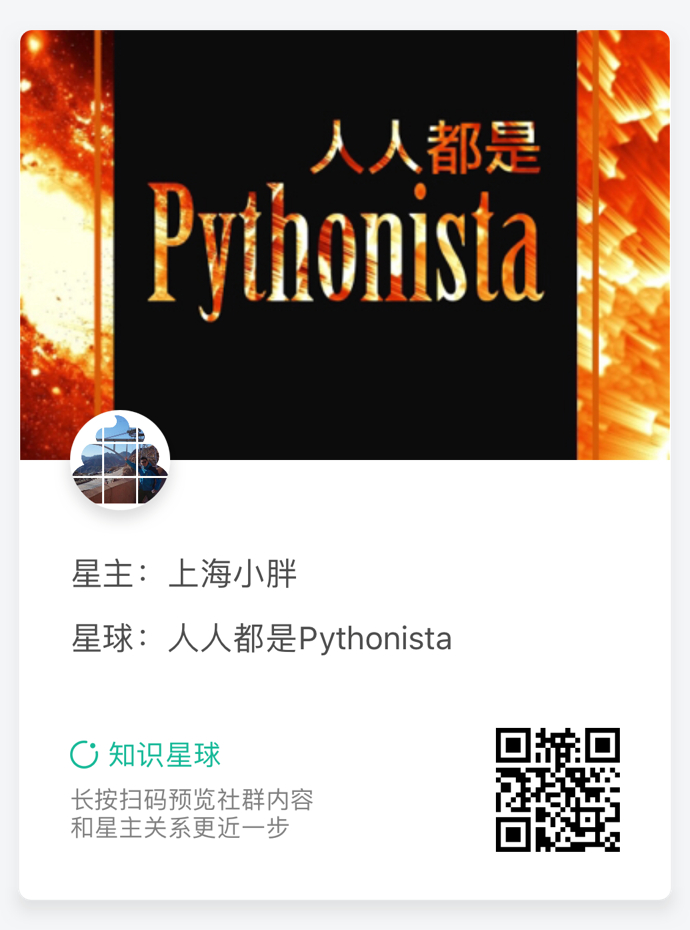 人人都是
Pythonista
星主：上海小胖
星球：人人都是Pythonista
知识星球
长按扫码预览社群内容
和星主关系更近一步